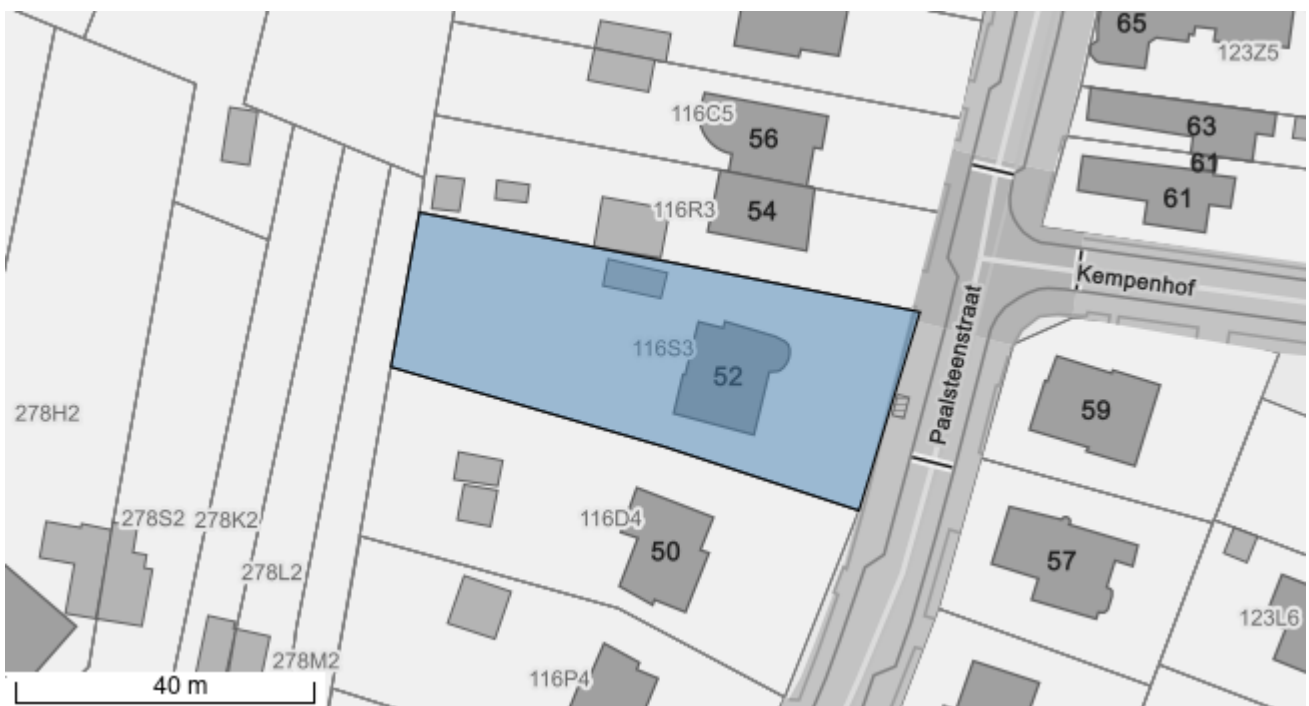 65
123Z5
116C5
56
63
61
61
116R3
54
Kempenhof
116S3
52
Paalsteenstraat
59
278H2
278S2
278K2
116D4
50
57
278L2
123L6
278M2
116P4
40 m